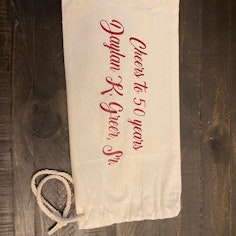 Cheers to 50 years
Daylan K. Greer, Sr.